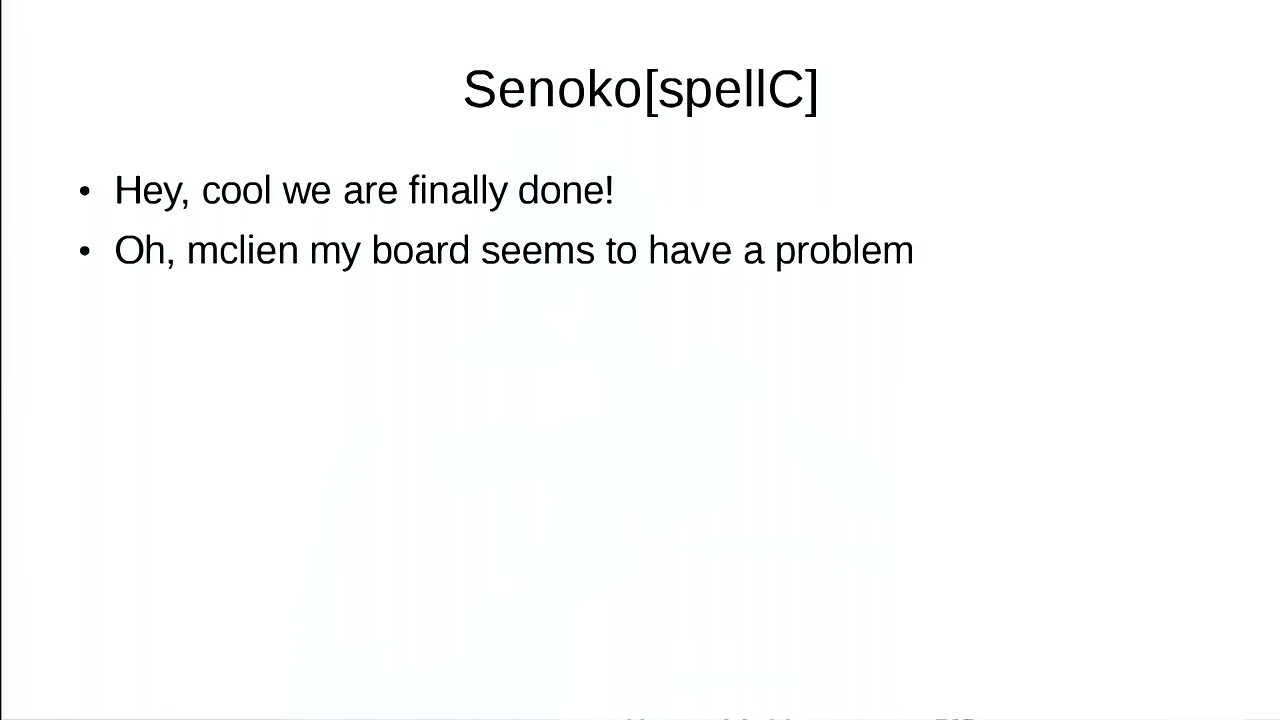 Senoko[spellC]
• Hey, cool we are finally done!
• Oh, mclien my board seems to have a problem